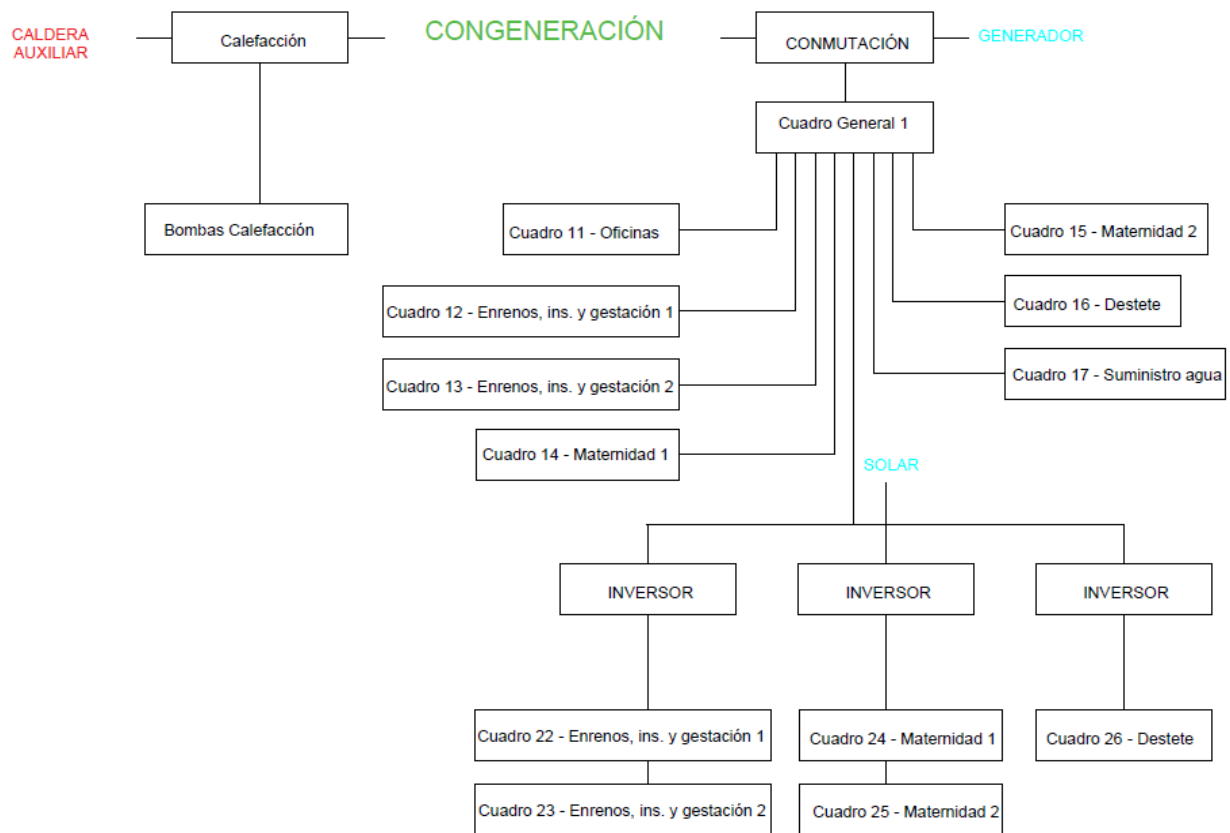 CALDERA
AUXILIAR
Calefacción
CONGENERACIÓN
CONMUTACIÓN
GENERADOR
Cuadro General 1
Bombas Calefacción
Cuadro 11 - Oficinas
Cuadro 15 - Maternidad 2
Cuadro 12 - Enrenos, ins. y gestación 1
Cuadro 16 - Destete
Cuadro 13 - Enrenos, ins. y gestación 2
Cuadro 17 - Suministro agua
Cuadro 14 - Maternidad 1
SOLAR
INVERSOR
INVERSOR
INVERSOR
Cuadro 22 - Enrenos, ins. y gestación 1
Cuadro 24 - Maternidad 1
Cuadro 26 - Destete
Cuadro 23 - Enrenos, ins. y gestación 2
Cuadro 25 - Maternidad 2